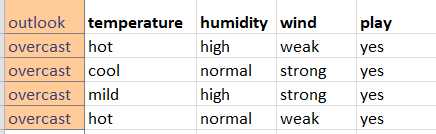 outlook temperature humidity wind play
overcast hot high weak yes
overcast cool normal strong yes
overcast mild high strong yes
overcast hot normal weak yes